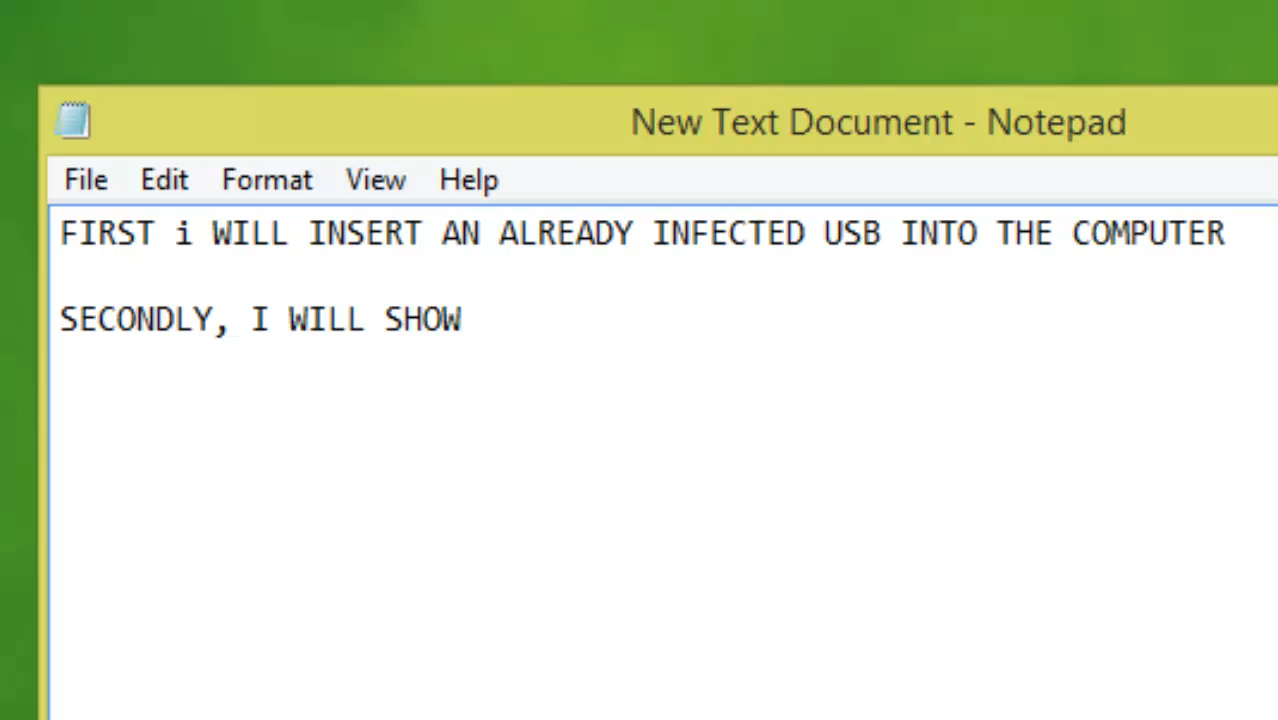 New Text Document - Notepad
File Edit Format View Help
FIRST i WILL INSERT AN ALREADY INFECTED USB INTO THE COMPUTER
SECONDLY, I WILL SHOW